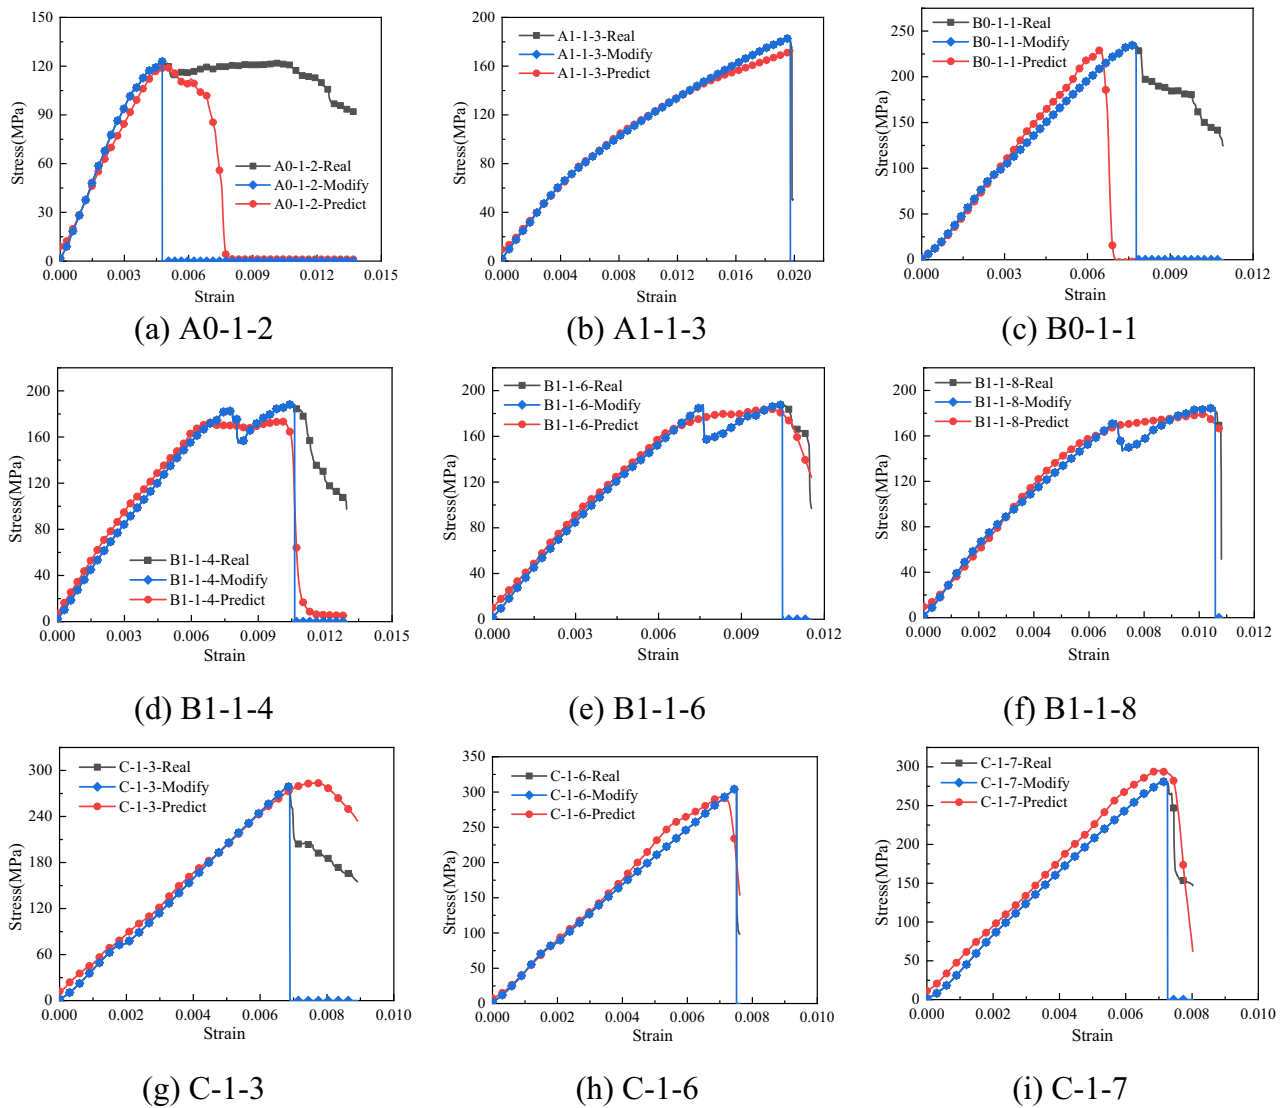 150
120
90
60
30
0
0.000 0.003 0.006 0.009 0.012 0.015
Stress(MPa)
Strain
A0-1-2-Real
A0-1-2-Modify
A0-1-2-Predict
(a) A0-1-2
200
160
120
80
40
0
0.000 0.004 0.008 0.012 0.016 0.020
Stress(MPa)
Strain
A1-1-3-Real
A1-1-3-Modify
A1-1-3-Predict
(b) A1-1-3
250
200
150
100
50
0
0.000 0.003 0.006 0.009 0.012
Stress(MPa)
Strain
B0-1-1-Real
B0-1-1-Modify
B0-1-1-Predict
(c) B0-1-1
200
160
120
80
40
0
0.000 0.003 0.006 0.009 0.012 0.015
Stress(MPa)
Strain
B1-1-4-Real
B1-1-4-Modify
B1-1-4-Predict
(d) B1-1-4
200
160
120
80
40
0
0.000 0.003 0.006 0.009 0.012
Stress(MPa)
Strain
B1-1-6-Real
B1-1-6-Modify
B1-1-6-Predict
(e) B1-1-6
200
150
100
50
0
0.000 0.002 0.004 0.006 0.008 0.010 0.012
Stress(MPa)
Strain
B1-1-8-Real
B1-1-8-Modify
B1-1-8-Predict
(f) B1-1-8
300
240
180
120
60
0
0.000 0.002 0.004 0.006 0.008 0.010
Stress(MPa)
Strain
C-1-3-Real
C-1-3-Modify
C-1-3-Predict
(g) C-1-3
350
300
250
200
150
100
50
0
0.000 0.002 0.004 0.006 0.008 0.010
Stress(MPa)
Strain
C-1-6-Real
C-1-6-Modify
C-1-6-Predict
(h) C-1-6
300
250
200
150
100
50
0
0.000 0.002 0.004 0.006 0.008 0.010
Stress(MPa)
Strain
C-1-7-Real
C-1-7-Modify
C-1-7-Predict
(i) C-1-7